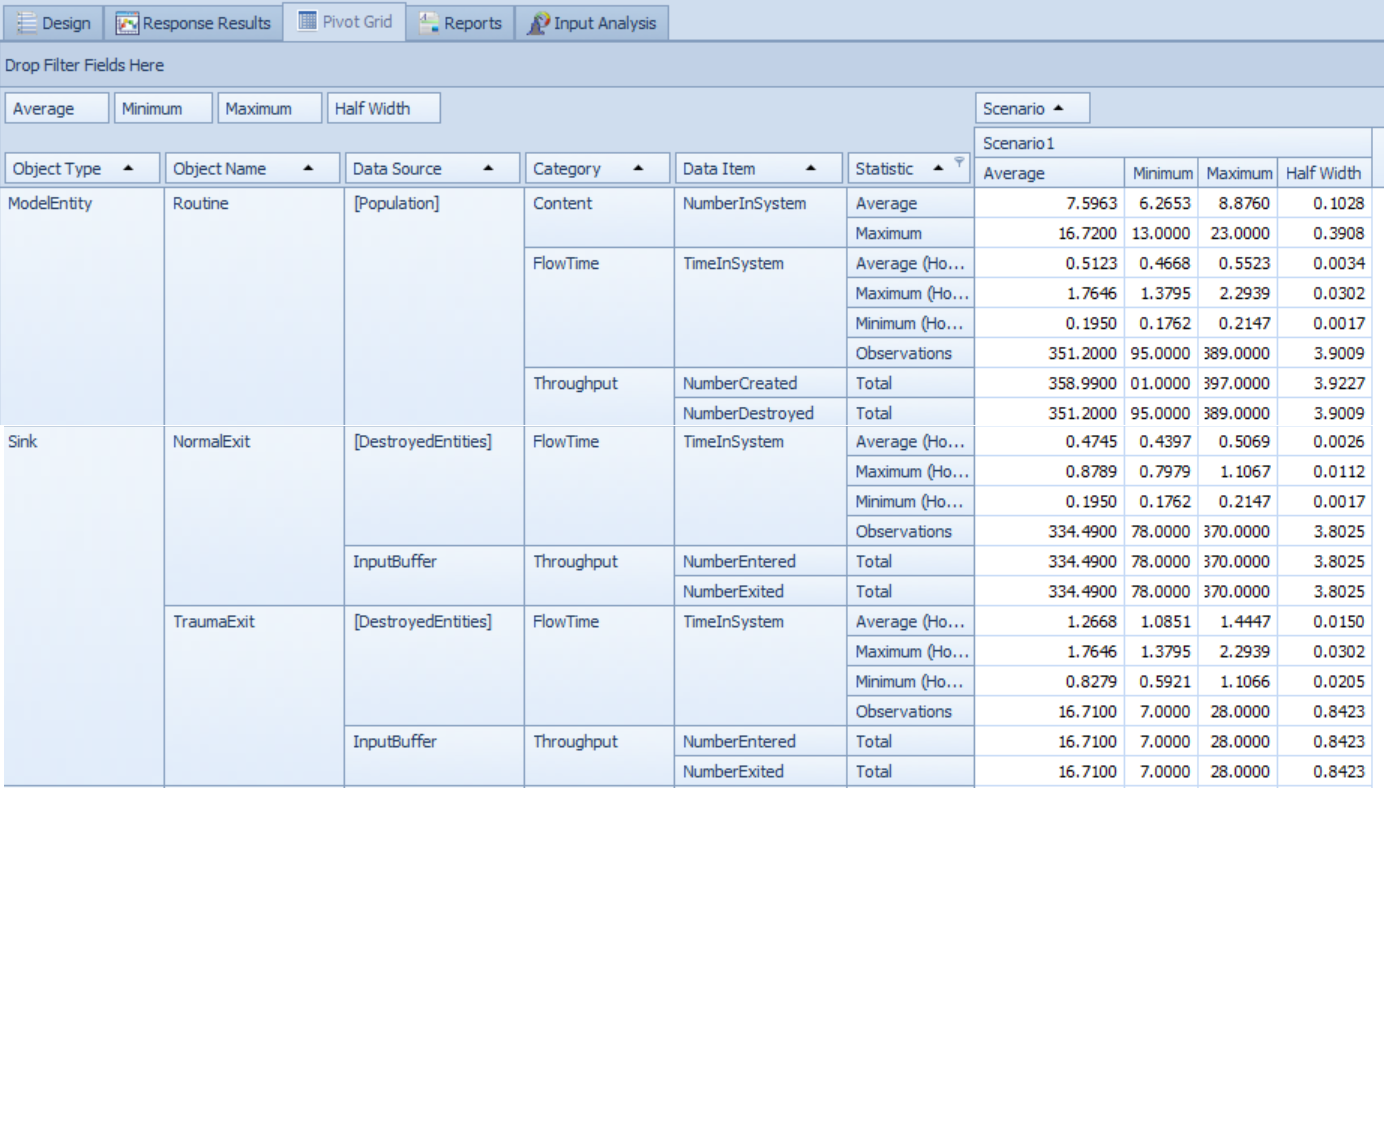 Design Response Results Pivot Grid Reports Input Analysis
Drop Filter Fields Here
Average Minimum Maximum Half Width Scenario
Scenario1
Object Type Object Name Data Source Category Data Item Statistic Average Minimum Maximum Half Width
ModelEntity Routine [Population] Content NumberInSystem Average 7.5963 6.2653 8.8760 0.1028
Maximum 16.7200 13.0000 23.0000 0.3908
FlowTime TimeInSystem Average (Ho... 0.5123 0.4668 0.5523 0.0034
Maximum (Ho... 1.7646 1.3795 2.2939 0.0302
Minimum (Ho... 0.1950 0.1762 0.2147 0.0017
Observations 351.2000 95.0000 389.0000 3.9009
Throughput NumberCreated Total 358.9900 01.0000 397.0000 3.9227
NumberDestroyed Total 351.2000 95.0000 389.0000 3.9009
Sink NormalExit [DestroyedEntities] FlowTime TimeInSystem Average (Ho... 0.4745 0.4397 0.5069 0.0026
Maximum (Ho... 0.8789 0.7979 1.1067 0.0112
Minimum (Ho... 0.1950 0.1762 0.2147 0.0017
Observations 334.4900 78.0000 370.0000 3.8025
InputBuffer Throughput NumberEntered Total 334.4900 78.0000 370.0000 3.8025
NumberExited Total 334.4900 78.0000 370.0000 3.8025
TraumaExit [DestroyedEntities] FlowTime TimeInSystem Average (Ho... 1.2668 1.0851 1.4447 0.0150
Maximum (Ho... 1.7646 1.3795 2.2939 0.0302
Minimum (Ho... 0.8279 0.5921 1.1066 0.0205
Observations 16.7100 7.0000 28.0000 0.8423
InputBuffer Throughput NumberEntered Total 16.7100 7.0000 28.0000 0.8423
NumberExited Total 16.7100 7.0000 28.0000 0.8423